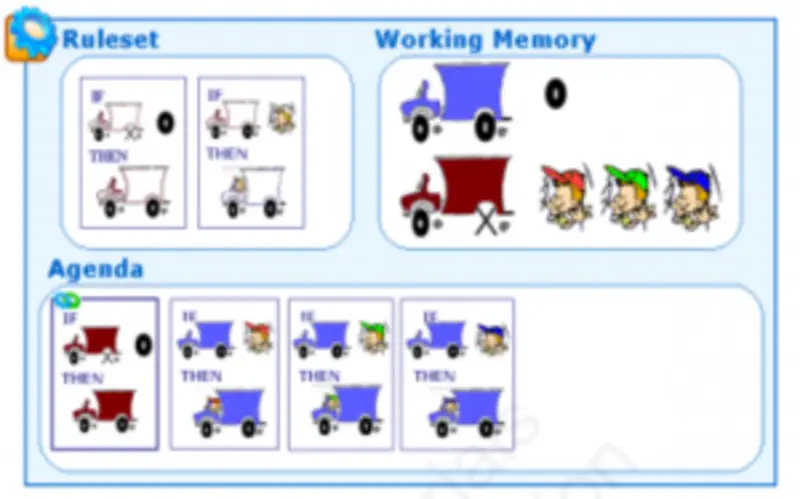 Ruleset
Working Memory
IF
THEN
IF
THEN
Agenda
IF
THEN
IF
THEN
IF
THEN
IF
THEN